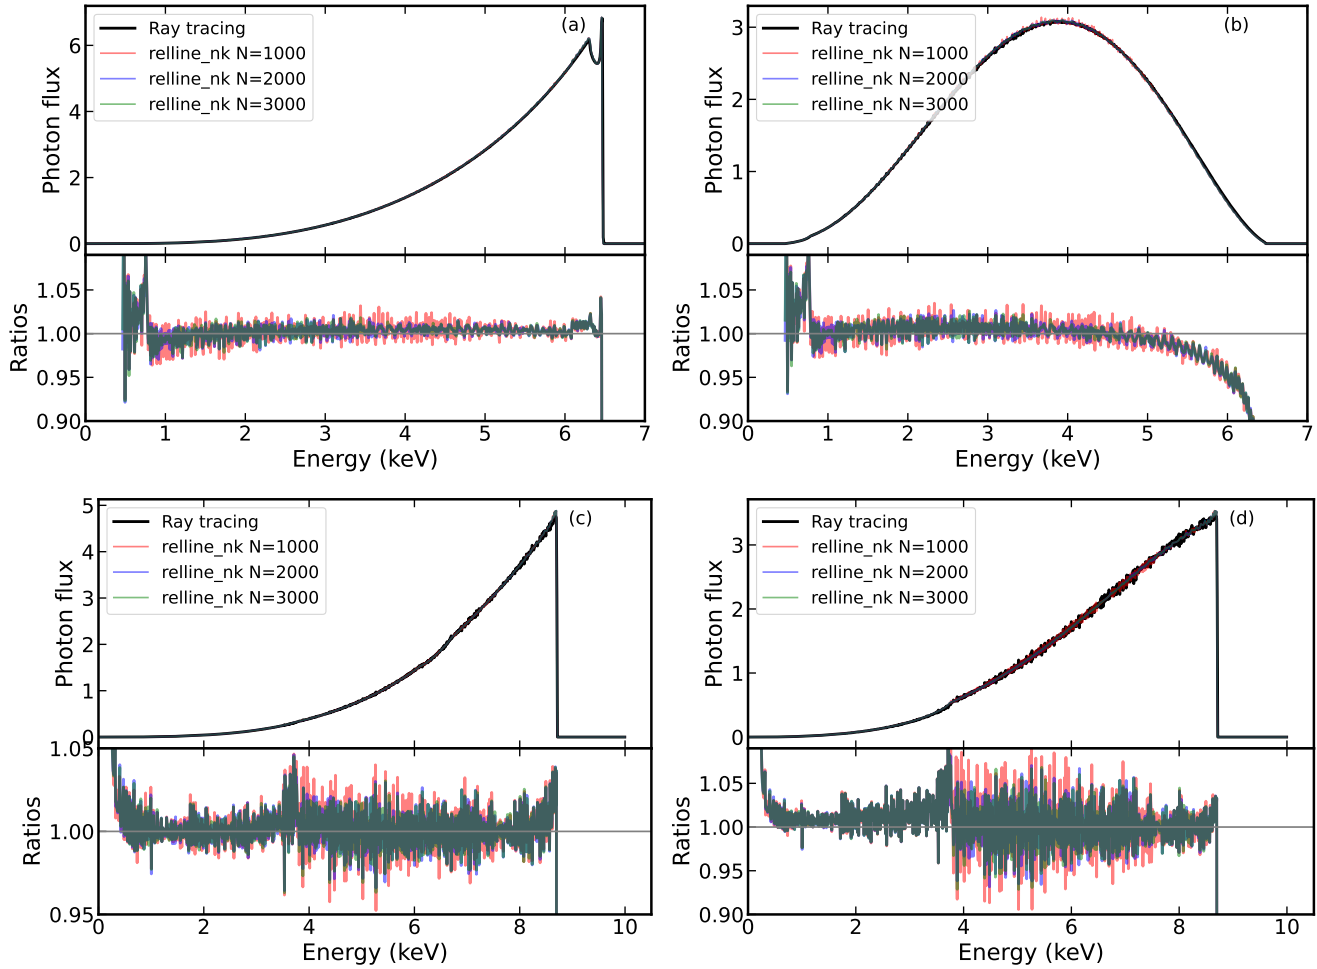 (a)
Ray tracing
relline_nk N=1000
relline_nk N=2000
relline_nk N=3000
Photon flux
6
4
2
0
Ratios
1.05
1.00
0.95
0.90
0 1 2 3 4 5 6 7
Energy (keV)
(b)
Ray tracing
relline_nk N=1000
relline_nk N=2000
relline_nk N=3000
Photon flux
3
2
1
0
Ratios
1.05
1.00
0.95
0.90
0 1 2 3 4 5 6 7
Energy (keV)
(c)
Ray tracing
relline_nk N=1000
relline_nk N=2000
relline_nk N=3000
Photon flux
5
4
3
2
1
0
Ratios
1.05
1.00
0.95
0 2 4 6 8 10
Energy (keV)
(d)
Ray tracing
relline_nk N=1000
relline_nk N=2000
relline_nk N=3000
Photon flux
3
2
1
0
Ratios
1.05
1.00
0.95
0.90
0 2 4 6 8 10
Energy (keV)